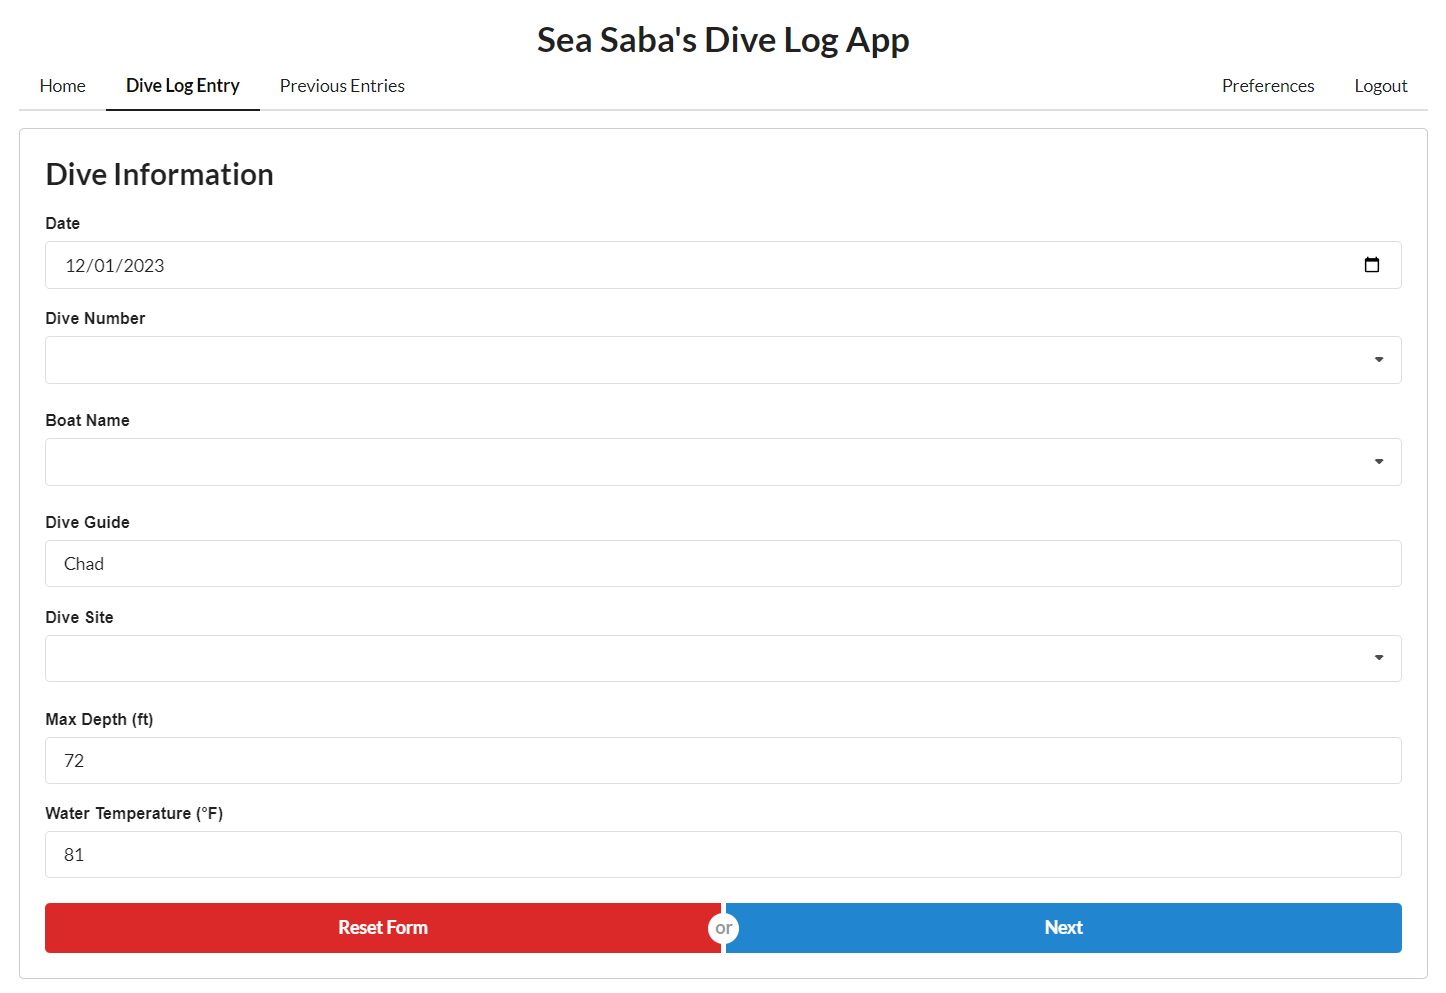 Sea Saba's Dive Log App
Home Dive Log Entry Previous Entries Preferences Logout
Dive Information
Date
12/01/2023
Dive Number
Boat Name
Dive Guide
Chad
Dive Site
Max Depth (ft)
72
Water Temperature (°F)
81
Reset Form or Next